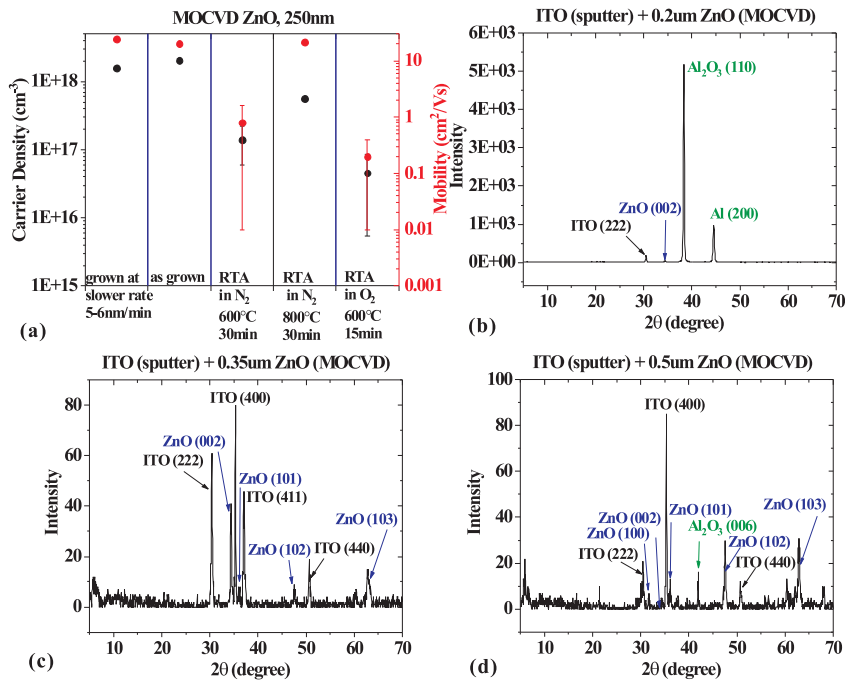 MOCVD ZnO, 250nm
Carrier Density (cm⁻³)
1E+18
1E+17
1E+16
1E+15
10
1
0.1
0.01
0.001
Mobility (cm²/Vs)
grown at
slower rate
5-6nm/min
as grown
RTA
in N₂
600°C
30min
RTA
in N₂
800°C
30min
RTA
in O₂
600°C
15min
(a)
ITO (sputter) + 0.2um ZnO (MOCVD)
Intensity
6E+03
5E+03
4E+03
3E+03
2E+03
1E+03
0E+00
Al₂O₃ (110)
ZnO (002)
ITO (222)
Al (200)
10 20 30 40 50 60 70
2θ (degree)
(b)
ITO (sputter) + 0.35um ZnO (MOCVD)
Intensity
80
60
40
20
0
ITO (400)
ZnO (002)
ITO (222)
ZnO (101)
ITO (411)
ZnO (103)
ZnO (102)
ITO (440)
10 20 30 40 50 60 70
2θ (degree)
(c)
ITO (sputter) + 0.5um ZnO (MOCVD)
Intensity
100
80
60
40
20
0
ITO (400)
ZnO (002)
ZnO (100)
ITO (222)
ZnO (101)
Al₂O₃ (006)
ZnO (102)
ITO (440)
ZnO (103)
10 20 30 40 50 60 70
2θ (degree)
(d)